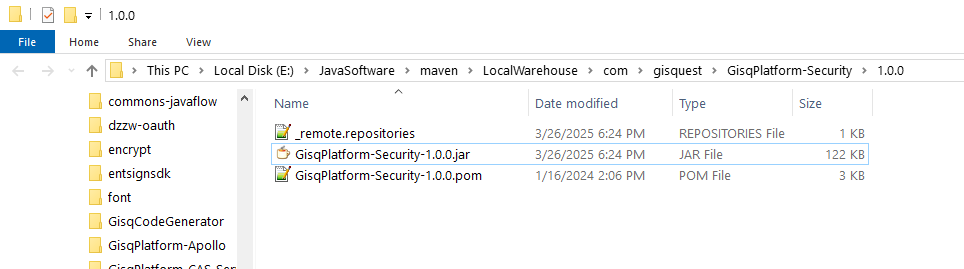 1.0.0
File Home Share View
This PC Local Disk (E:) JavaSoftware maven LocalWarehouse com gisquest GisqPlatform-Security 1.0.0
commons-javaflow
dzzw-oauth
encrypt
entsignsdk
font
GisqCodeGenerator
GisqPlatform-Apollo
GisqPlatform-CAS-Ser
Name Date modified Type Size
_remote.repositories 3/26/2025 6:24 PM REPOSITORIES File 1 KB
GisqPlatform-Security-1.0.0.jar 3/26/2025 6:24 PM JAR File 122 KB
GisqPlatform-Security-1.0.0.pom 1/16/2024 2:06 PM POM File 3 KB